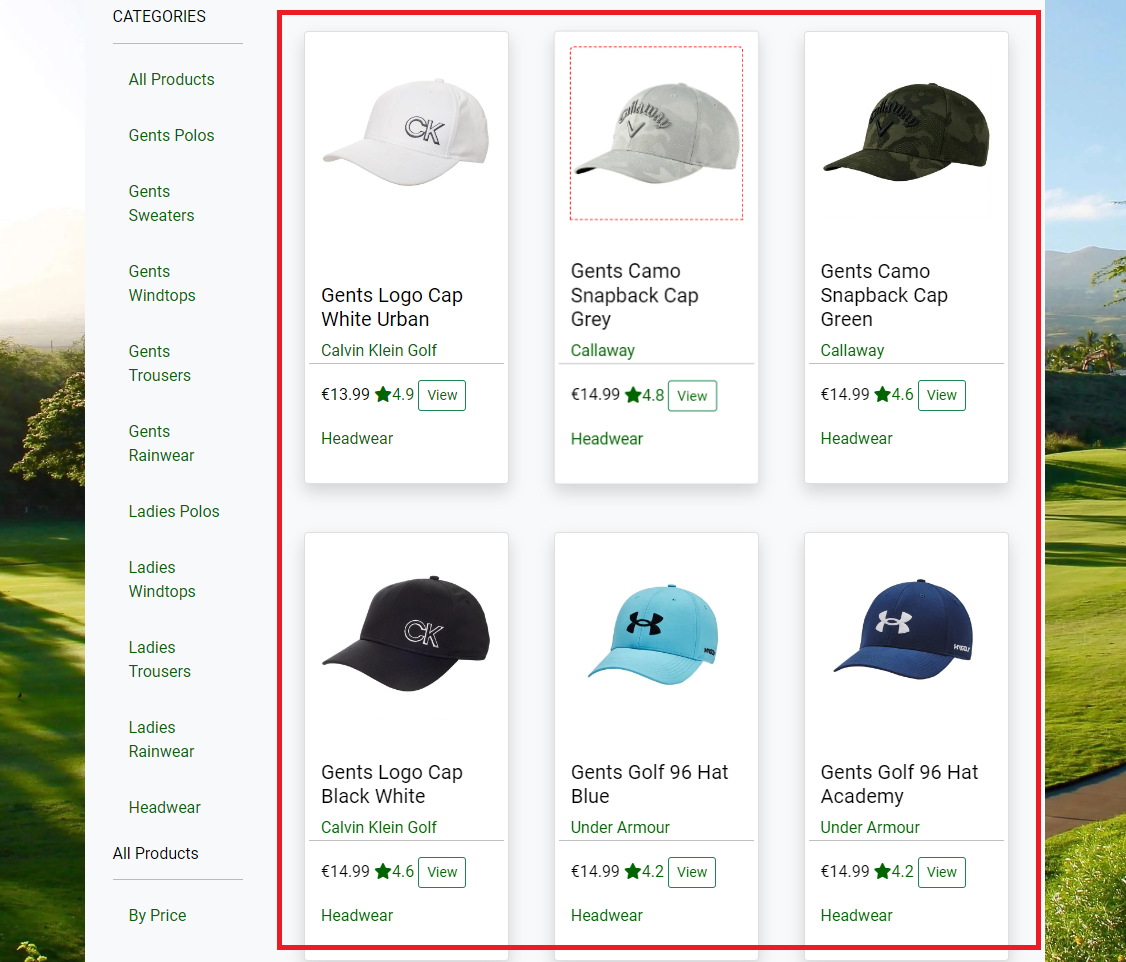 CATEGORIES
All Products
Gents Polos
Gents
Sweaters
Gents
Windtops
Gents
Trousers
Gents
Rainwear
Ladies Polos
Ladies
Windtops
Ladies
Trousers
Ladies
Rainwear
Headwear
All Products
By Price
CK
Gents Logo Cap
White Urban
Calvin Klein Golf
€13.99 4.9 View
Headwear
Callaway
Gents Camo
Snapback Cap
Grey
Callaway
€14.99 4.8 View
Headwear
Callaway
Gents Camo
Snapback Cap
Green
Callaway
€14.99 4.6 View
Headwear
CK
Gents Logo Cap
Black White
Calvin Klein Golf
€14.99 4.6 View
Headwear
Gents Golf 96 Hat
Blue
Under Armour
€14.99 4.2 View
Headwear
Gents Golf 96 Hat
Academy
Under Armour
€14.99 4.2 View
Headwear